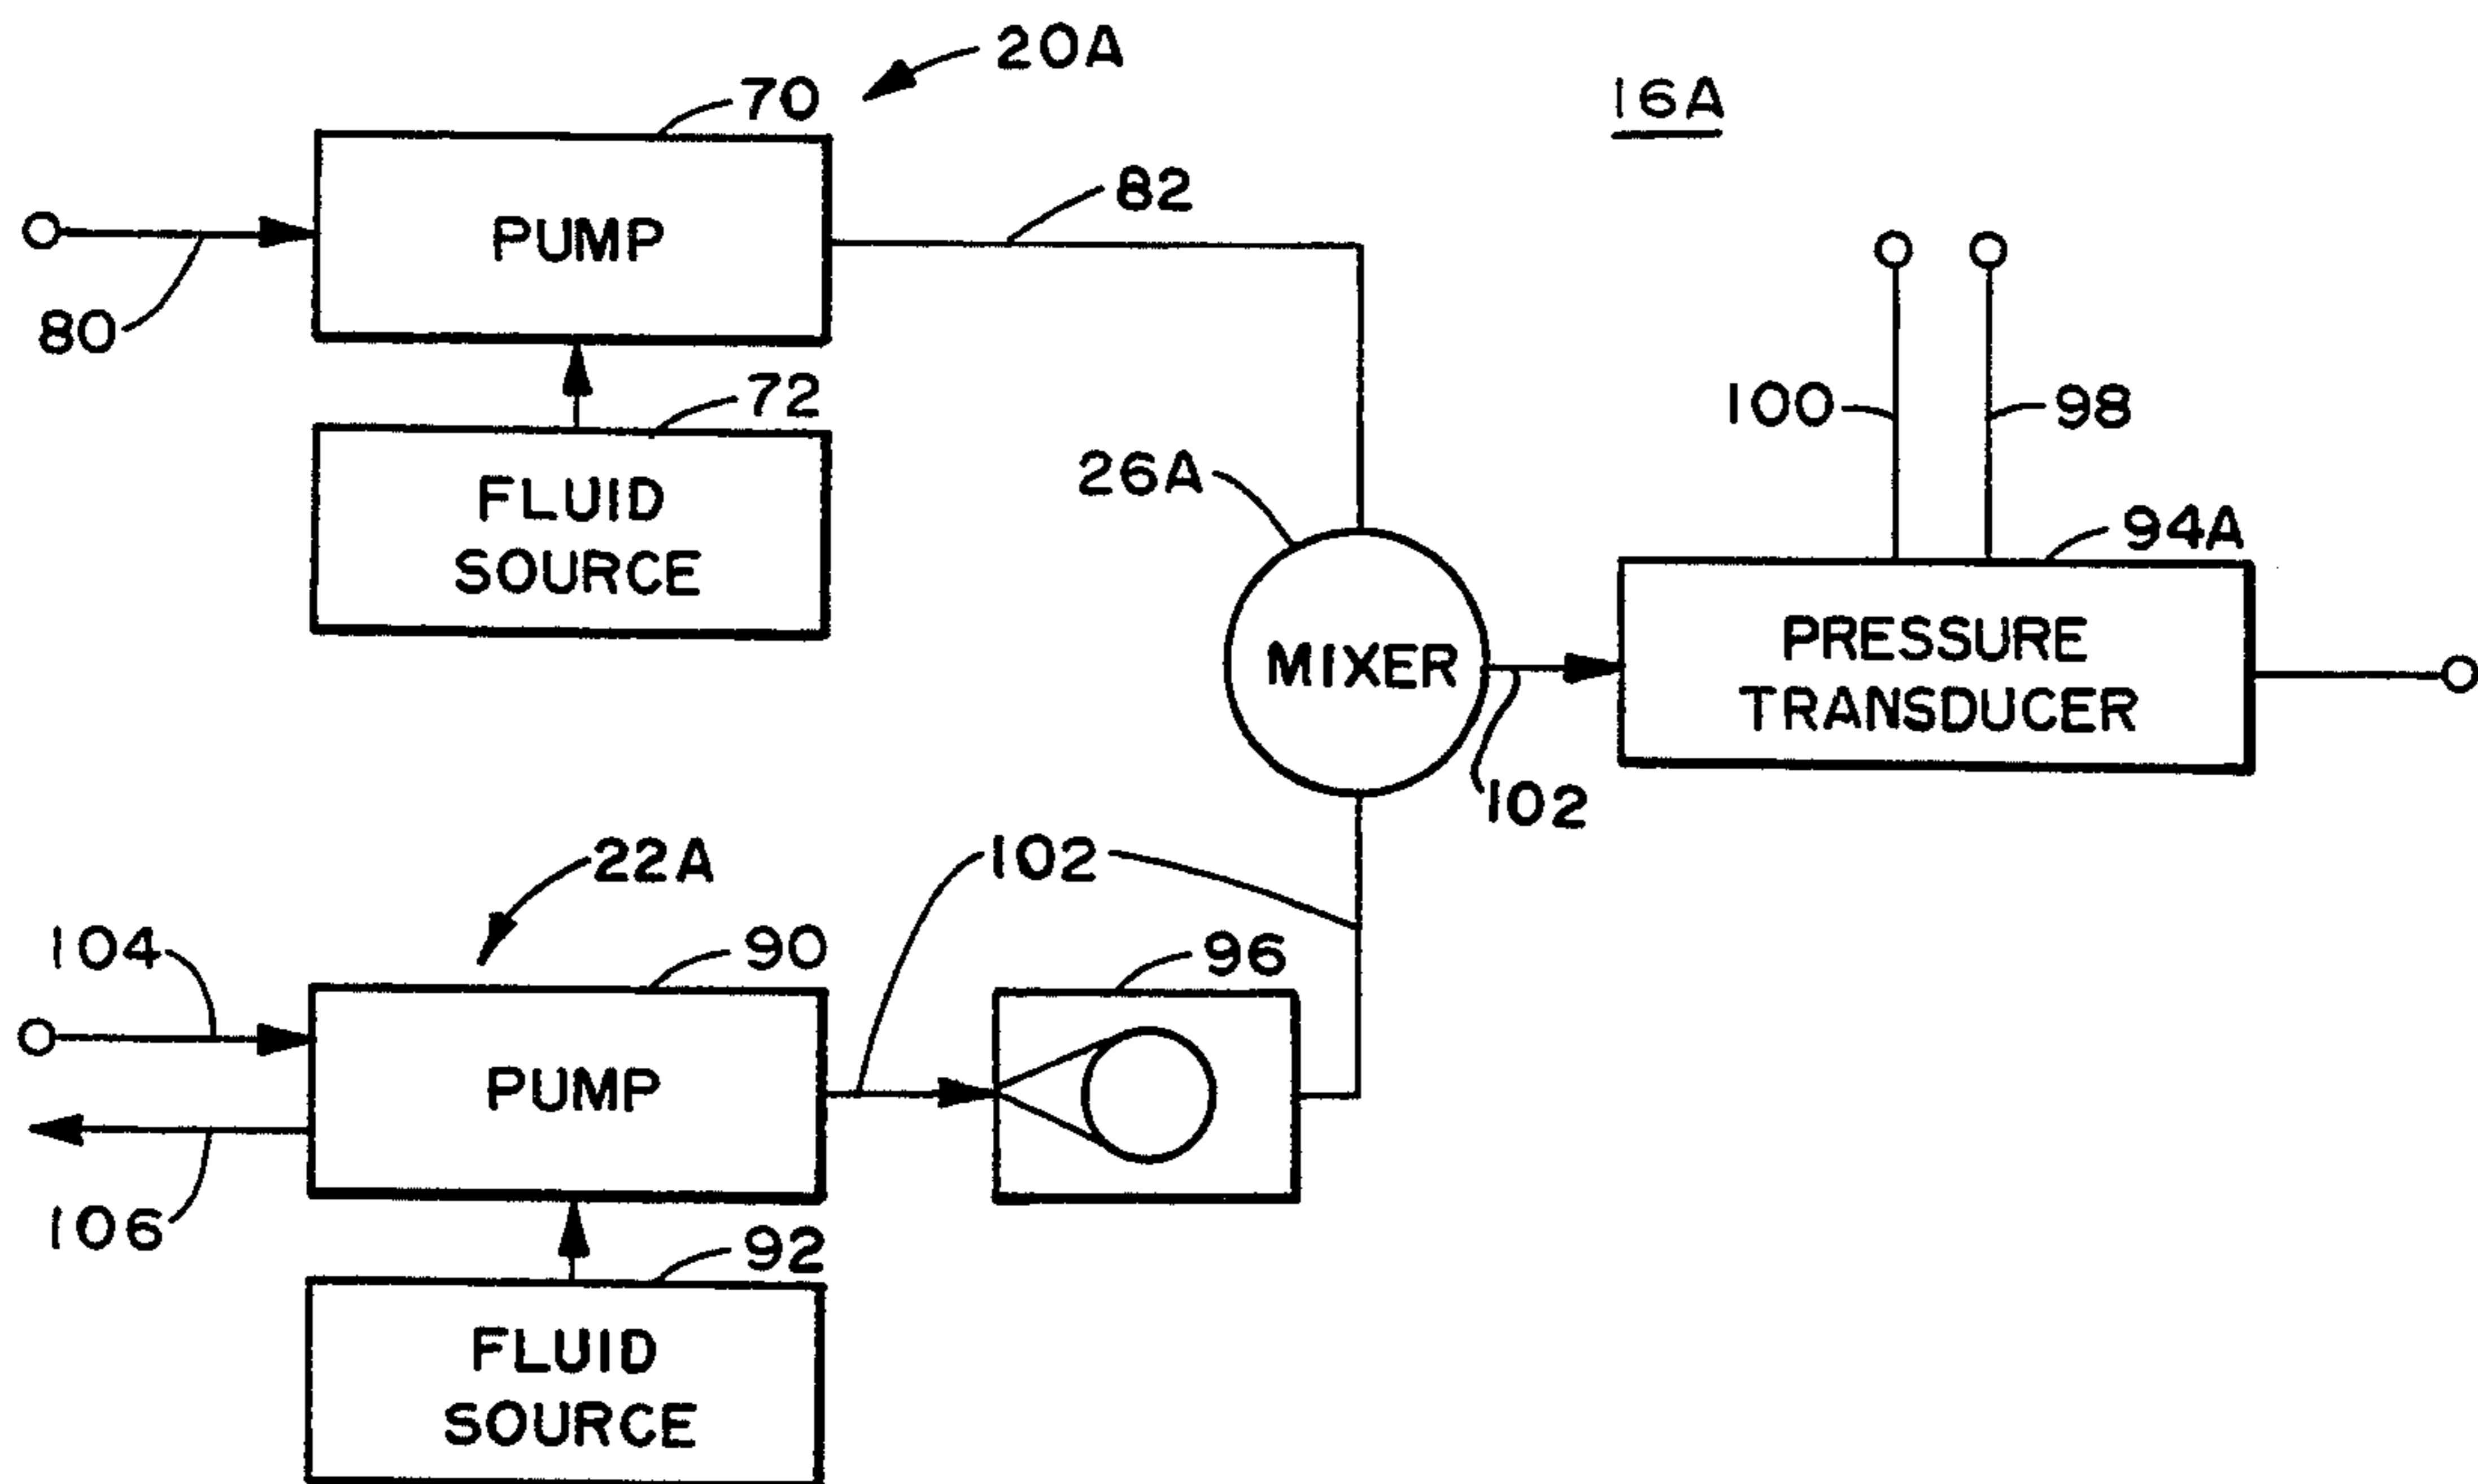 20A
70
16A
82
PUMP
80
72
100
98
26A
94A
FLUID
SOURCE
PRESSURE
TRANSDUCER
MIXER
102
22A
102
104
90
96
PUMP
106
92
FLUID
SOURCE